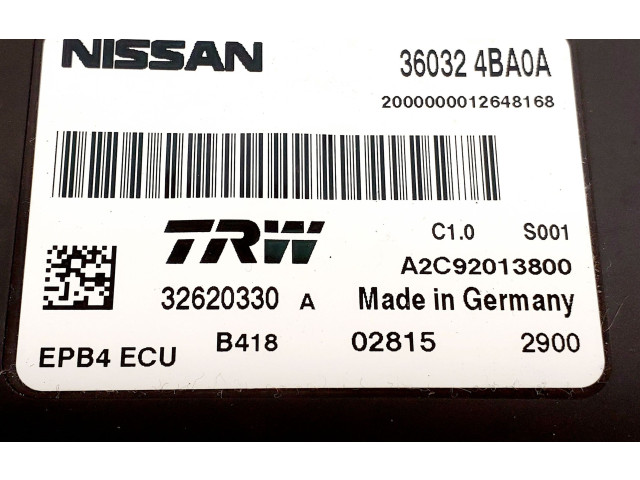 NISSAN 36032 4BA0A
2000000012648168
TRW C1.0 S001
A2C92013800
32620330 A Made in Germany
EPB4 ECU B418 02815 2900